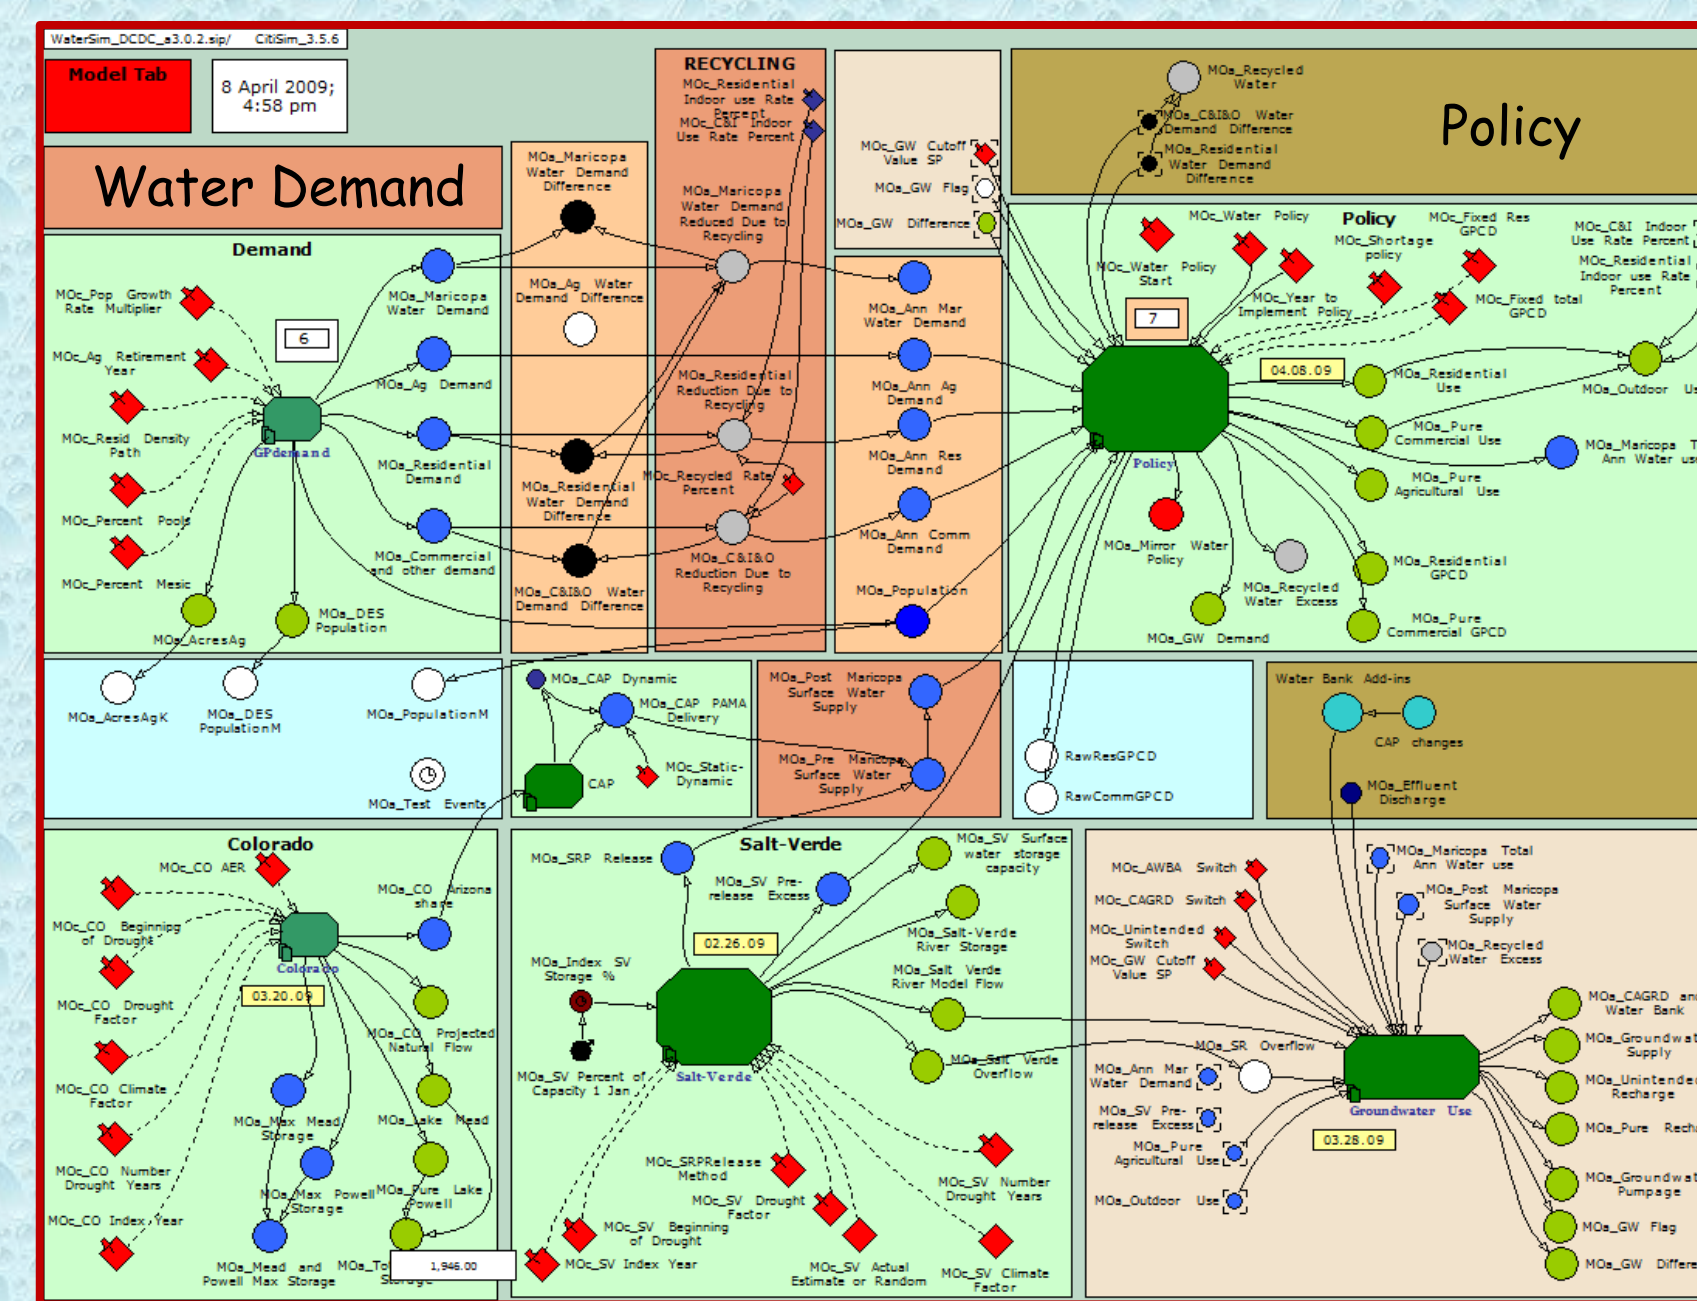 WaterSim_DCDC_a3.0.2.sip/ CitiSim_3.5.6
Model Tab
8 April 2009;
4:58 pm
Water Demand
Demand
MOc_Pop Growth
Rate Multiplier
MOc_Ag Retirement
Year
MOc_Resid Density
Path
MOc_Percent Pools
MOc_Percent Mesic
6
GPdemand
MOa_Maricopa
Water Demand
MOa_Ag Demand
MOa_Residential
Demand
MOa_Commercial
and other demand
MOa_AcresAg
MOa_DES
Population
MOa_Maricopa
Water Demand
Difference
MOa_Ag Water
Demand Difference
MOa_Residential
Water Demand
Difference
MOa_C&I&O Water
Demand Difference
RECYCLING
MOc_Residential
Indoor use Rate
Percent
MOc_C&I Indoor
Use Rate Percent
MOa_Maricopa
Water Demand
Reduced Due to
Recycling
MOa_Residential
Reduction Due to
Recycling
MOc_Recycled Rate
Percent
MOa_C&I&O
Reduction Due to
Recycling
MOc_GW Cutoff
Value SP
MOa_GW Flag
MOa_GW Difference
MOa_Ann Mar
Water Demand
MOa_Ann Ag
Demand
MOa_Ann Res
Demand
MOa_Ann Comm
Demand
MOa_Population
MOa_Recycled
Water
MOa_C&I&O Water
Demand Difference
MOa_Residential
Water Demand
Difference
Policy
Policy
MOc_Water Policy
Start
MOc_Water Policy
MOc_Year to
Implement Policy
MOc_Shortage
policy
MOc_Fixed Res
GPCD
MOc_Fixed total
GPCD
MOc_C&I Indoor
Use Rate Percent
MOc_Residential
Indoor use Rate
Percent
7
04.08.09
Policy
MOa_Residential
Use
MOa_Outdoor Us
MOa_Pure
Commercial Use
MOa_Maricopa T
Ann Water use
MOa_Pure
Agricultural Use
MOa_Mirror Water
Policy
MOa_Recycled
Water Excess
MOa_Residential
GPCD
MOa_GW Demand
MOa_Pure
Commercial GPCD
MOa_AcresAgK
MOa_DES
PopulationM
MOa_PopulationM
MOa_Test Events
MOa_CAP Dynamic
MOa_CAP PAMA
Delivery
CAP
MOc_Static-
Dynamic
MOa_Post Maricopa
Surface Water
Supply
MOa_Pre Maricopa
Surface Water
Supply
RawResGPCD
RawCommGPCD
Water Bank Add-ins
CAP changes
MOa_Effluent
Discharge
Colorado
MOc_CO AER
MOc_CO Beginning
of Drought
MOc_CO Drought
Factor
MOc_CO Climate
Factor
MOc_CO Number
Drought Years
MOc_CO Index Year
Colorado
03.20.09
MOa_CO Arizona
share
MOa_CO Projected
Natural Flow
MOa_Max Mead
Storage
MOa_Lake Mead
MOa_Max Powell
Storage
MOa_Pure Lake
Powell
MOa_Mead and
Powell Max Storage
1,946.00
Salt-Verde
MOa_SRP Release
MOa_SV Pre-
release Excess
MOa_SV Surface
water storage
capacity
MOa_Salt-Verde
River Storage
MOa_Salt Verde
River Model Flow
MOa_Salt Verde
Overflow
02.26.09
MOa_Index SV
Storage %
MOa_SV Percent of
Capacity 1 Jan
Salt-Verde
MOc_SRPRelease
Method
MOc_SV Drought
Factor
MOc_SV Number
Drought Years
MOc_SV Beginning
of Drought
MOc_SV Index Year
MOc_SV Actual
Estimate or Random
MOc_SV Climate
Factor
MOc_AWBA Switch
MOc_CAGRD Switch
MOc_Unintended
Switch
MOc_GW Cutoff
Value SP
MOa_Maricopa Total
Ann Water use
MOa_Post Maricopa
Surface Water
Supply
MOa_Recycled
Water Excess
MOa_SR Overflow
MOa_Ann Mar
Water Demand
MOa_SV Pre-
release Excess
MOa_Pure
Agricultural Use
MOa_Outdoor Use
Groundwater Use
03.28.09
MOa_CAGRD and
Water Bank
MOa_Groundwat
Supply
MOa_Unintended
Recharge
MOa_Pure Rech
MOa_Groundwat
Pumpage
MOa_GW Flag
MOa_GW Differe